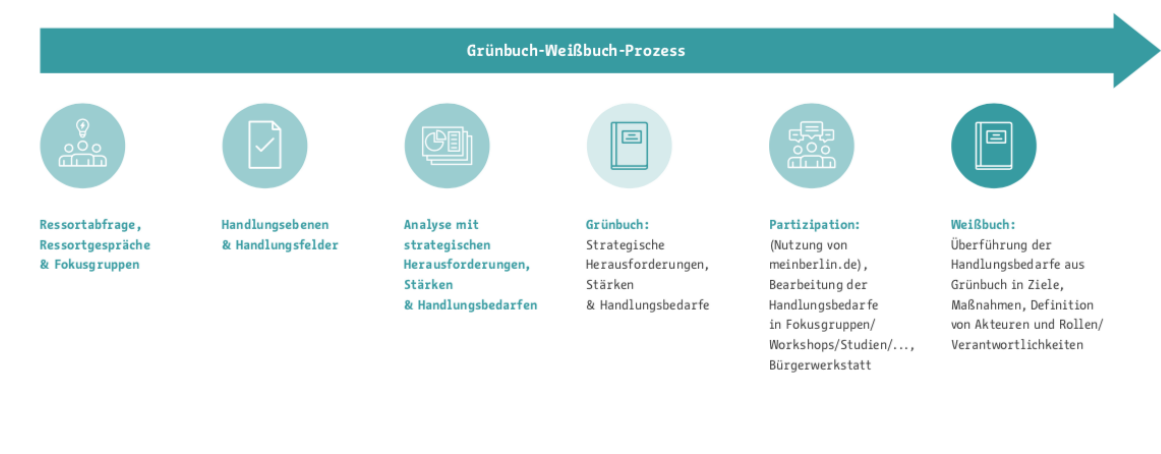 Grünbuch-Weißbuch-Prozess
Ressortabfrage,
Ressortgespräche
& Fokusgruppen
Handlungsebenen
& Handlungsfelder
Analyse mit
strategischen
Herausforderungen,
Stärken
& Handlungsbedarfen
Grünbuch:
Strategische
Herausforderungen,
Stärken
& Handlungsbedarfe
Partizipation:
(Nutzung von
meinberlin.de),
Bearbeitung der
Handlungsbedarfe
in Fokusgruppen/
Workshops/Studien/...,
Bürgerwerkstatt
Weißbuch:
Überführung der
Handlungsbedarfe aus
Grünbuch in Ziele,
Maßnahmen, Definition
von Akteuren und Rollen/
Verantwortlichkeiten